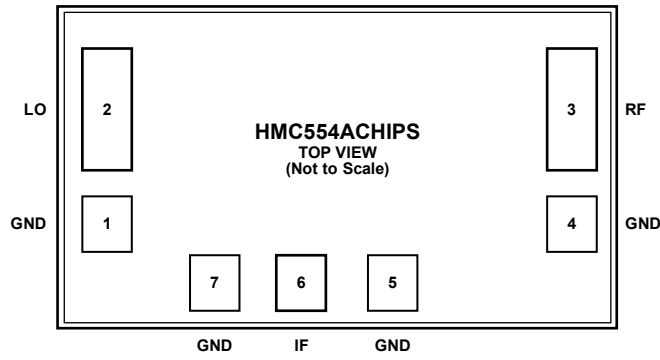 LO
2
HMC554ACHIPS
TOP VIEW
(Not to Scale)
3
RF
GND
1
4
GND
7
6
5
GND
IF
GND